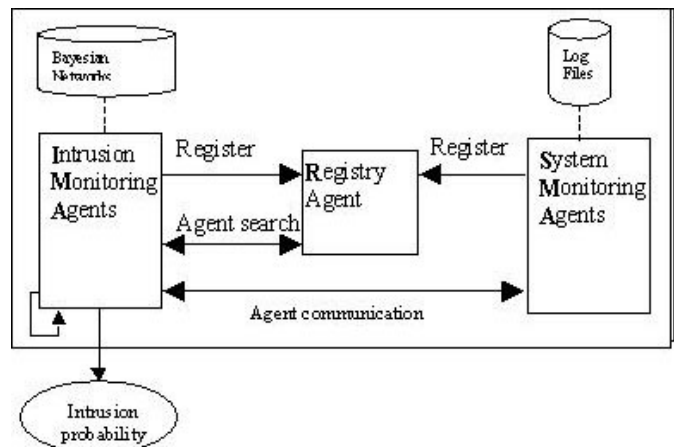 Bayesian
Networks
Log
Files
Intrusion
Monitoring
Agents
Register
Registry
Agent
Register
System
Monitoring
Agents
Agent search
Agent communication
Intrusion
probability